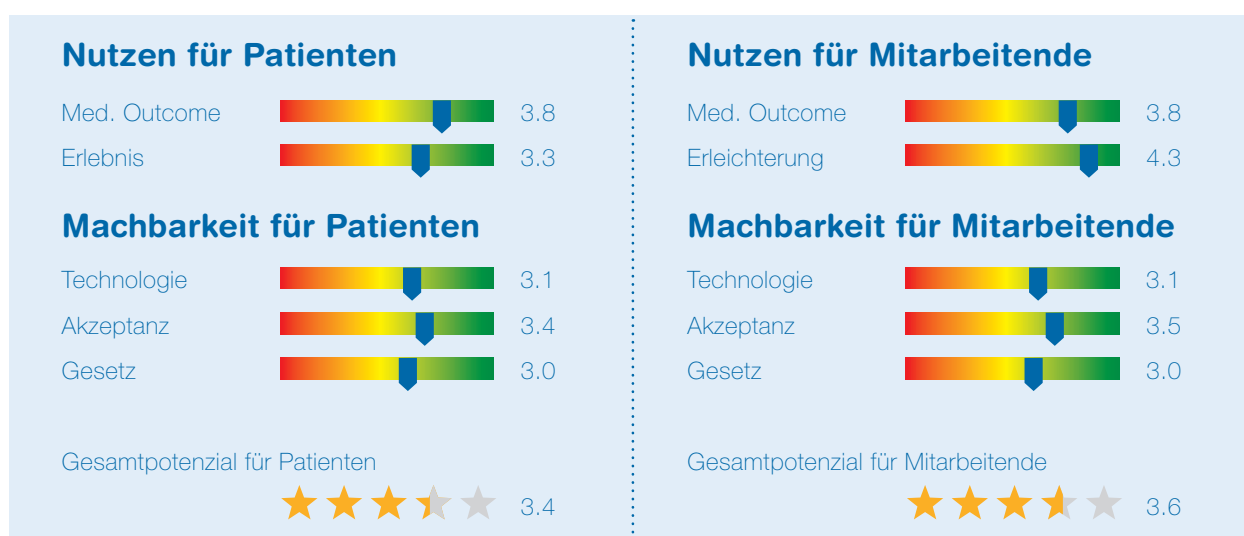 Nutzen für Patienten
Med. Outcome 3.8
Erlebnis 3.3
Machbarkeit für Patienten
Technologie 3.1
Akzeptanz 3.4
Gesetz 3.0
Gesamtpotenzial für Patienten
3.4
Nutzen für Mitarbeitende
Med. Outcome 3.8
Erleichterung 4.3
Machbarkeit für Mitarbeitende
Technologie 3.1
Akzeptanz 3.5
Gesetz 3.0
Gesamtpotenzial für Mitarbeitende
3.6